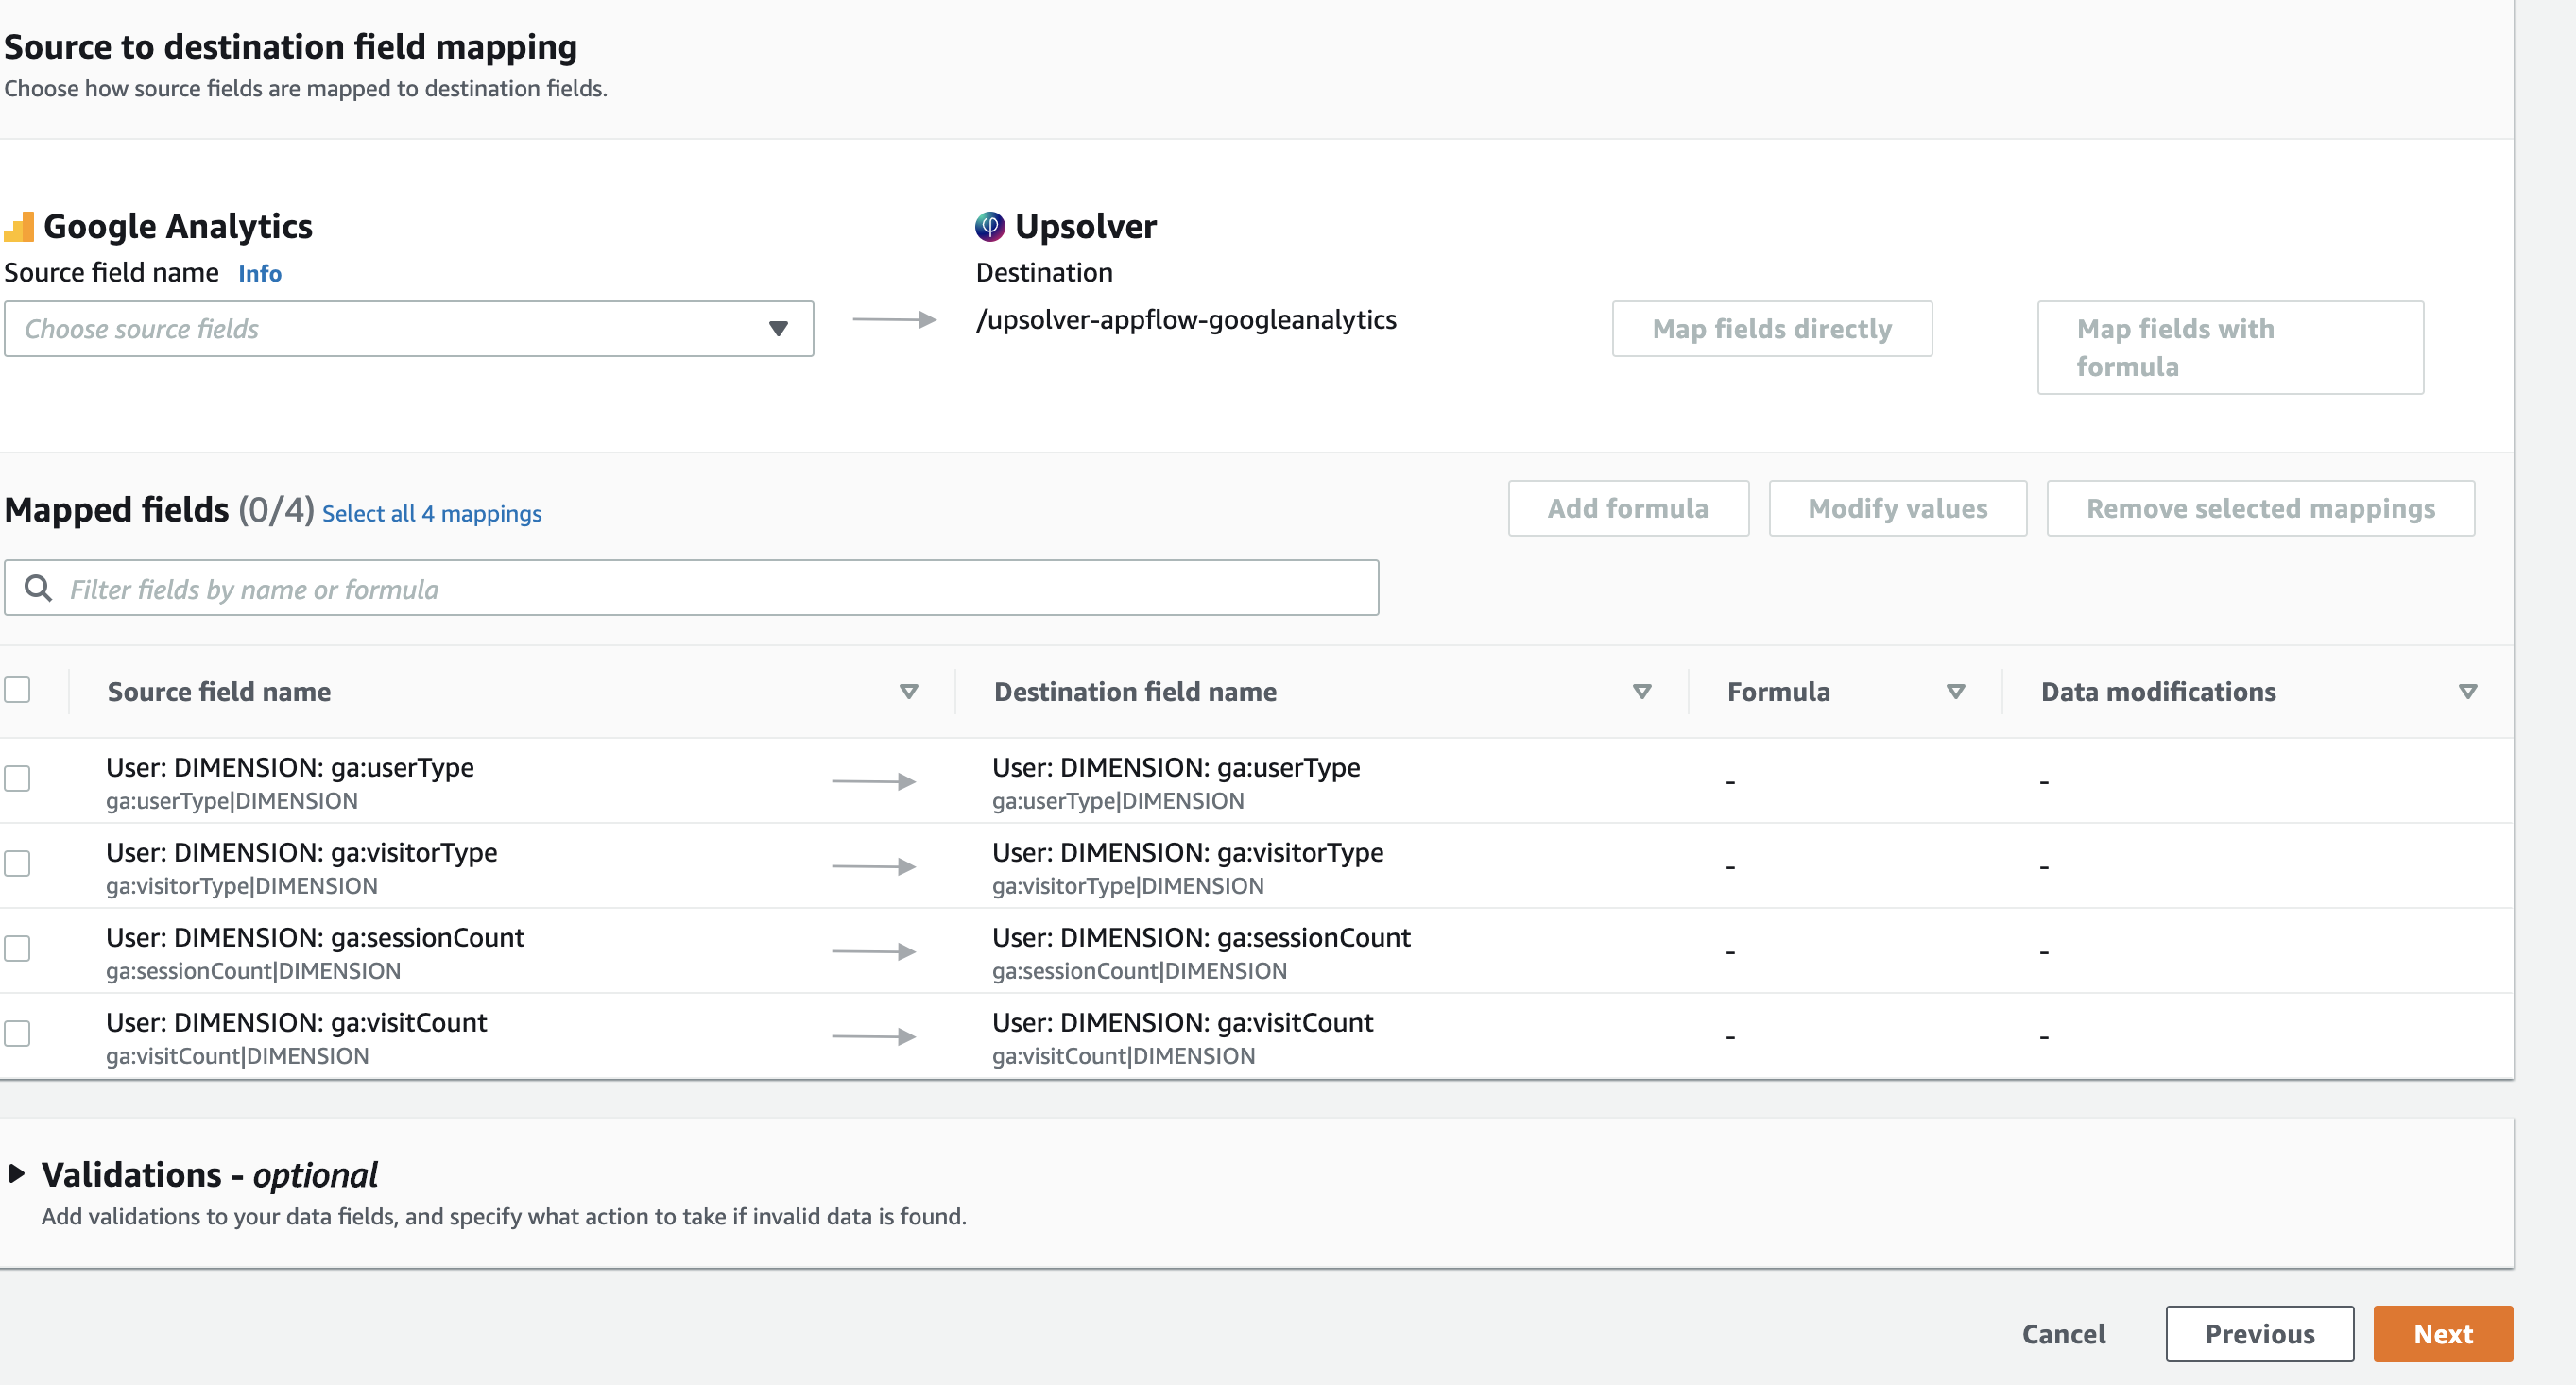 Source to destination field mapping
Choose how source fields are mapped to destination fields.
Google Analytics
Source field name Info
Choose source fields
Upsolver
Destination
/upsolver-appflow-googleanalytics
Map fields directly
Map fields with
formula
Mapped fields (0/4) Select all 4 mappings
Add formula
Modify values
Remove selected mappings
Filter fields by name or formula
Source field name
Destination field name
Formula
Data modifications
User: DIMENSION: ga:userType
ga:userType|DIMENSION
User: DIMENSION: ga:userType
ga:userType|DIMENSION
-
-
User: DIMENSION: ga:visitorType
ga:visitorType|DIMENSION
User: DIMENSION: ga:visitorType
ga:visitorType|DIMENSION
-
-
User: DIMENSION: ga:sessionCount
ga:sessionCount|DIMENSION
User: DIMENSION: ga:sessionCount
ga:sessionCount|DIMENSION
-
-
User: DIMENSION: ga:visitCount
ga:visitCount|DIMENSION
User: DIMENSION: ga:visitCount
ga:visitCount|DIMENSION
-
-
Validations - optional
Add validations to your data fields, and specify what action to take if invalid data is found.
Cancel
Previous
Next